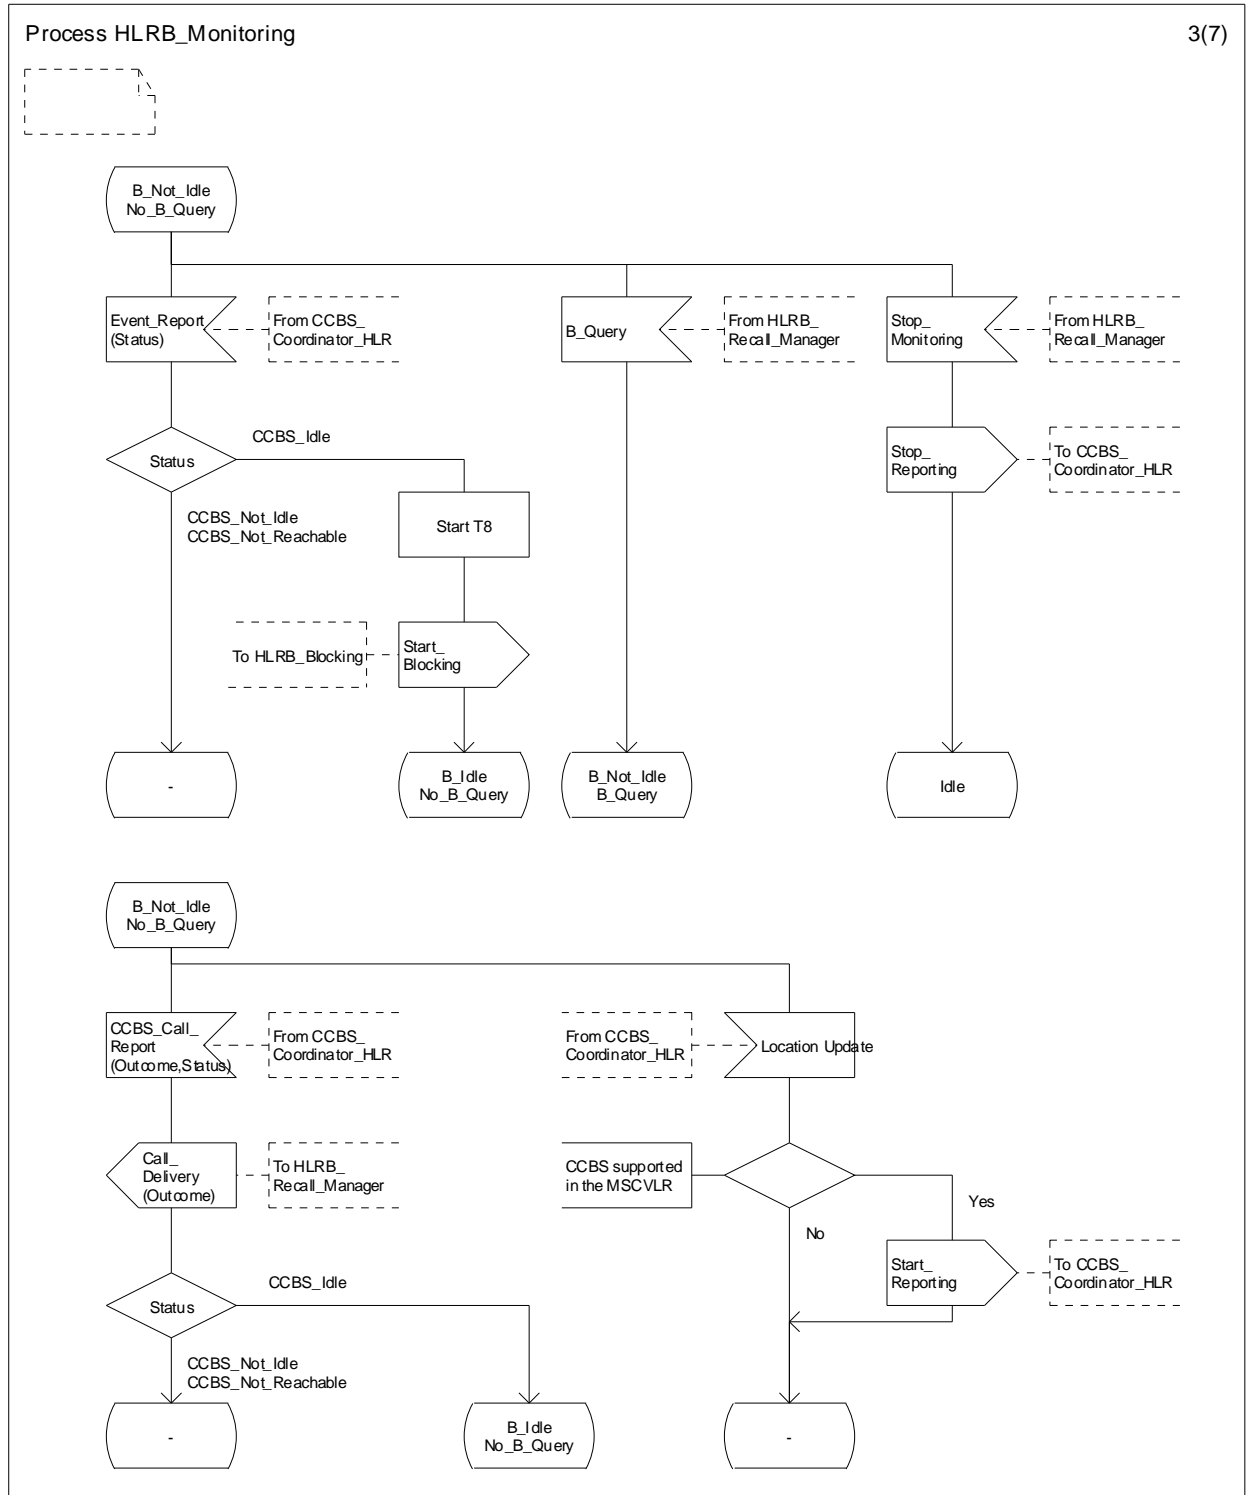 Process HLRB_Monitoring
3(7)
B_Not_Idle
No_B_Query
Event_Report
(Status)
From CCBS_
Coordinator_HLR
B_Query
From HLRB_
Recall_Manager
Stop_
Monitoring
From HLRB_
Recall_Manager
Status
CCBS_Idle
CCBS_Not_Idle
CCBS_Not_Reachable
Start T8
Stop_
Reporting
To CCBS_
Coordinator_HLR
To HLRB_Blocking
Start_
Blocking
-
B_Idle
No_B_Query
B_Not_Idle
B_Query
Idle
B_Not_Idle
No_B_Query
CCBS_Call_
Report
(Outcome,Status)
From CCBS_
Coordinator_HLR
From CCBS_
Coordinator_HLR
Location Update
Call_
Delivery
(Outcome)
To HLRB_
Recall_Manager
CCBS supported
in the MSCVLR
Yes
No
Start_
Reporting
To CCBS_
Coordinator_HLR
Status
CCBS_Idle
CCBS_Not_Idle
CCBS_Not_Reachable
-
B_Idle
No_B_Query
-